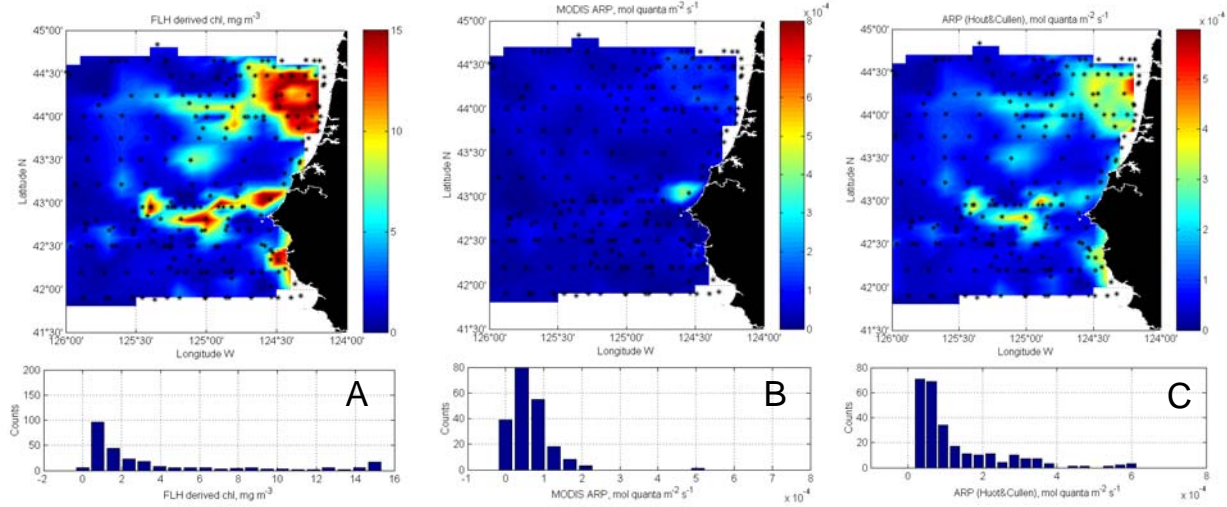 FLH derived chl, mg m-3
45°00'
44°30'
44°00'
43°30'
43°00'
42°30'
42°00'
41°30'
Latitude N
126°00' 125°30' 125°00' 124°30' 124°00'
Longitude W
15
10
5
0
MODIS ARP, mol quanta m-2 s-1
x 10-4
45°00'
44°30'
44°00'
43°30'
43°00'
42°30'
42°00'
41°30'
Latitude N
126°00' 125°30' 125°00' 124°30' 124°00'
Longitude W
8
7
6
5
4
3
2
1
0
ARP (Hout&Cullen), mol quanta m-2 s-1
x 10-4
45°00'
44°30'
44°00'
43°30'
43°00'
42°30'
42°00'
41°30'
Latitude N
126°00' 125°30' 125°00' 124°30' 124°00'
Longitude W
5
4
3
2
1
0
A
200
150
100
50
0
Counts
-2 0 2 4 6 8 10 12 14 16
FLH derived chl, mg m-3
B
80
60
40
20
0
Counts
-1 0 1 2 3 4 5 6 7 8
x 10-4
MODIS ARP, mol quanta m-2 s-1
C
80
60
40
20
0
Counts
-2 0 2 4 6 8
x 10-4
ARP (Huot&Cullen), mol quanta m-2 s-1